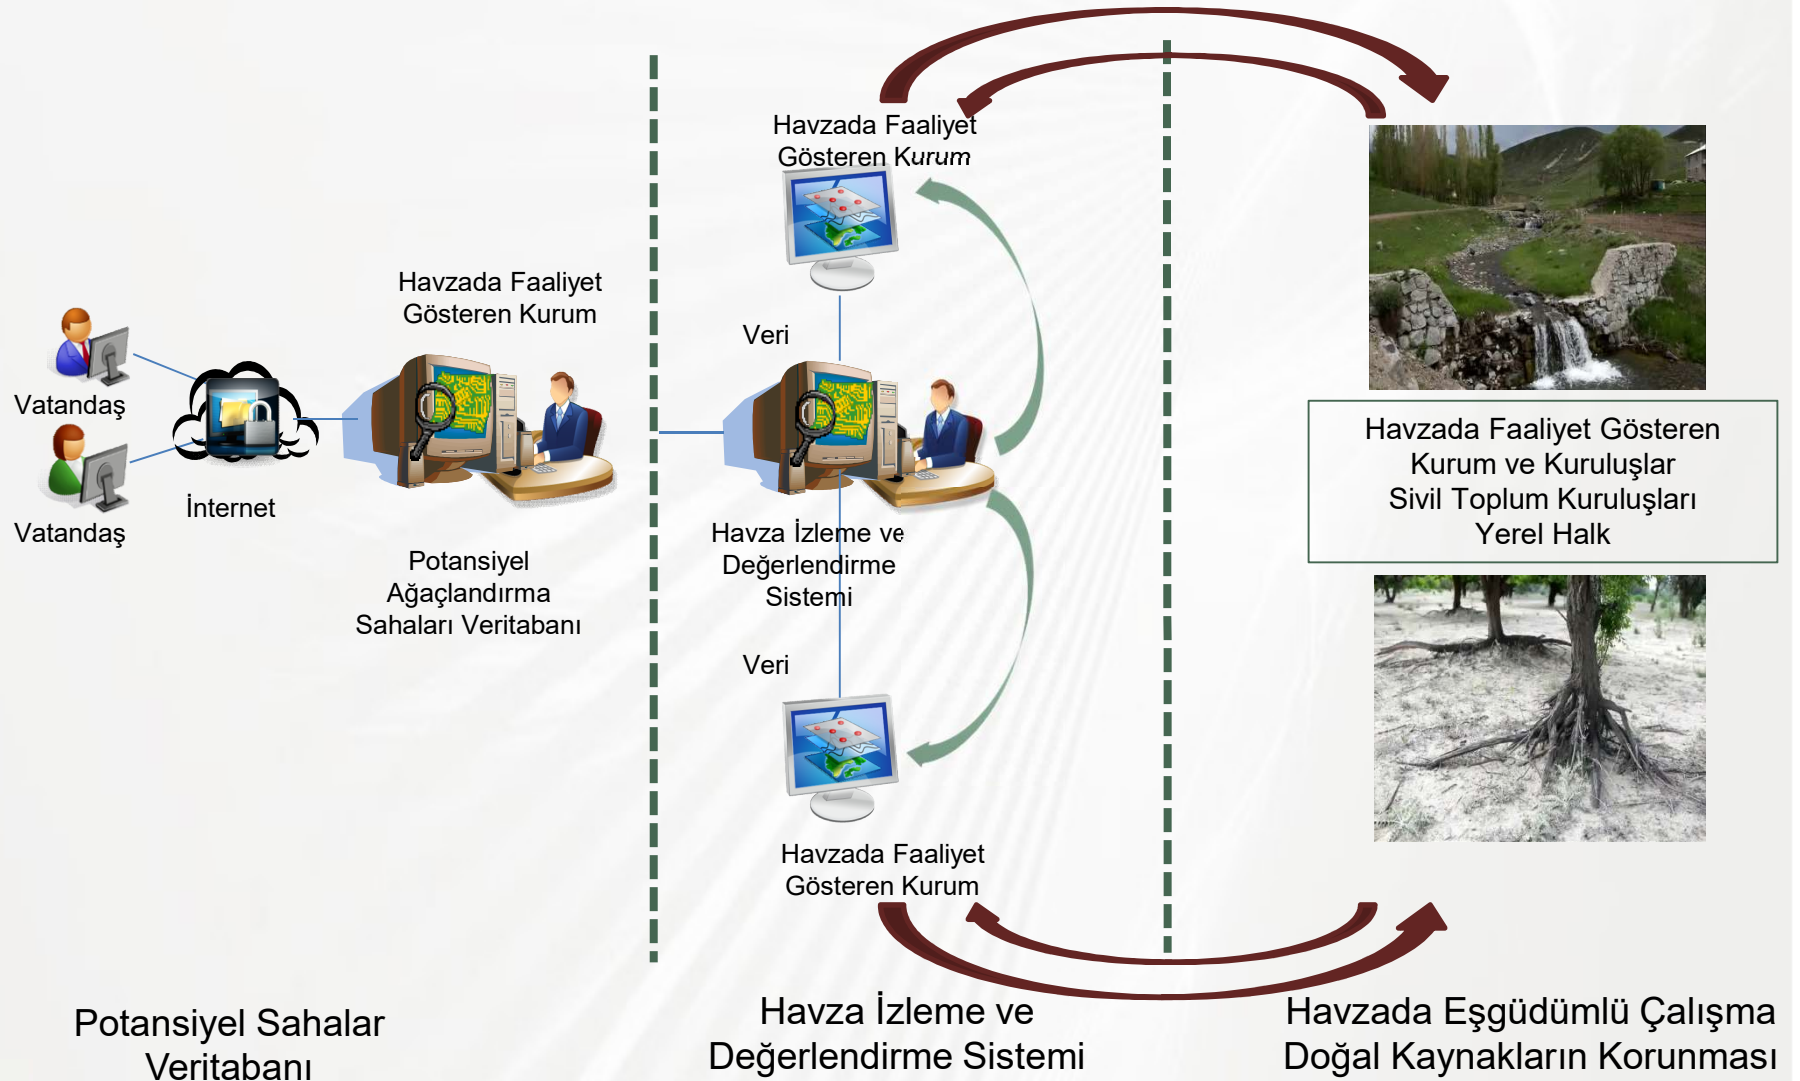 Vatandaş
Vatandaş
İnternet
Havzada Faaliyet
Gösteren Kurum
Potansiyel
Ağaçlandırma
Sahaları Veritabanı
Havzada Faaliyet
Gösteren Kurum
Veri
Havza İzleme ve
Değerlendirme
Sistemi
Veri
Havzada Faaliyet
Gösteren Kurum
Havzada Faaliyet Gösteren
Kurum ve Kuruluşlar
Sivil Toplum Kuruluşları
Yerel Halk
Potansiyel Sahalar
Veritabanı
Havza İzleme ve
Değerlendirme Sistemi
Havzada Eşgüdümlü Çalışma
Doğal Kaynakların Korunması